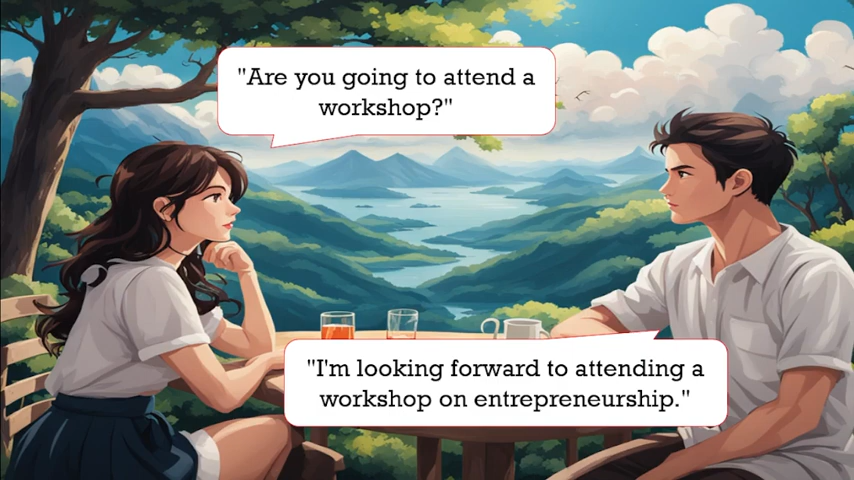 "Are you going to attend a
workshop?"
"I'm looking forward to attending a
workshop on entrepreneurship."